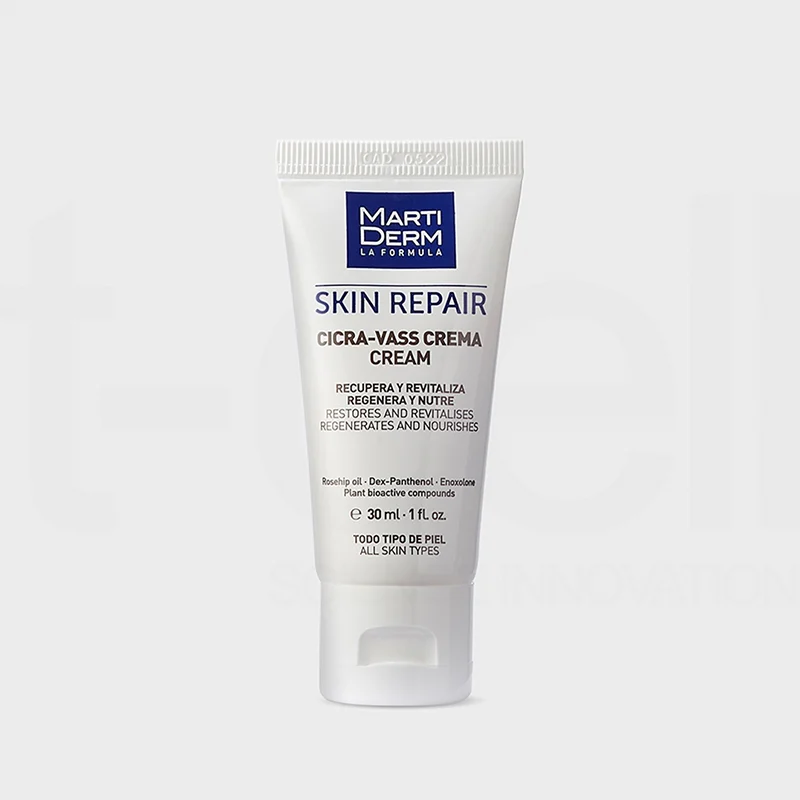 CAD 0522
MARTI
DERM
LA FORMULA
SKIN REPAIR
CICRA-VASS CREMA
CREAM
RECUPERA Y REVITALIZA
REGENERA Y NUTRE
RESTORES AND REVITALISES
REGENERATES AND NOURISHES
Rosehip oil · Dex-Panthenol · Enoxolone
Plant bioactive compounds
℮ 30 ml · 1 fl. oz.
TODO TIPO DE PIEL
ALL SKIN TYPES
INNOVATION